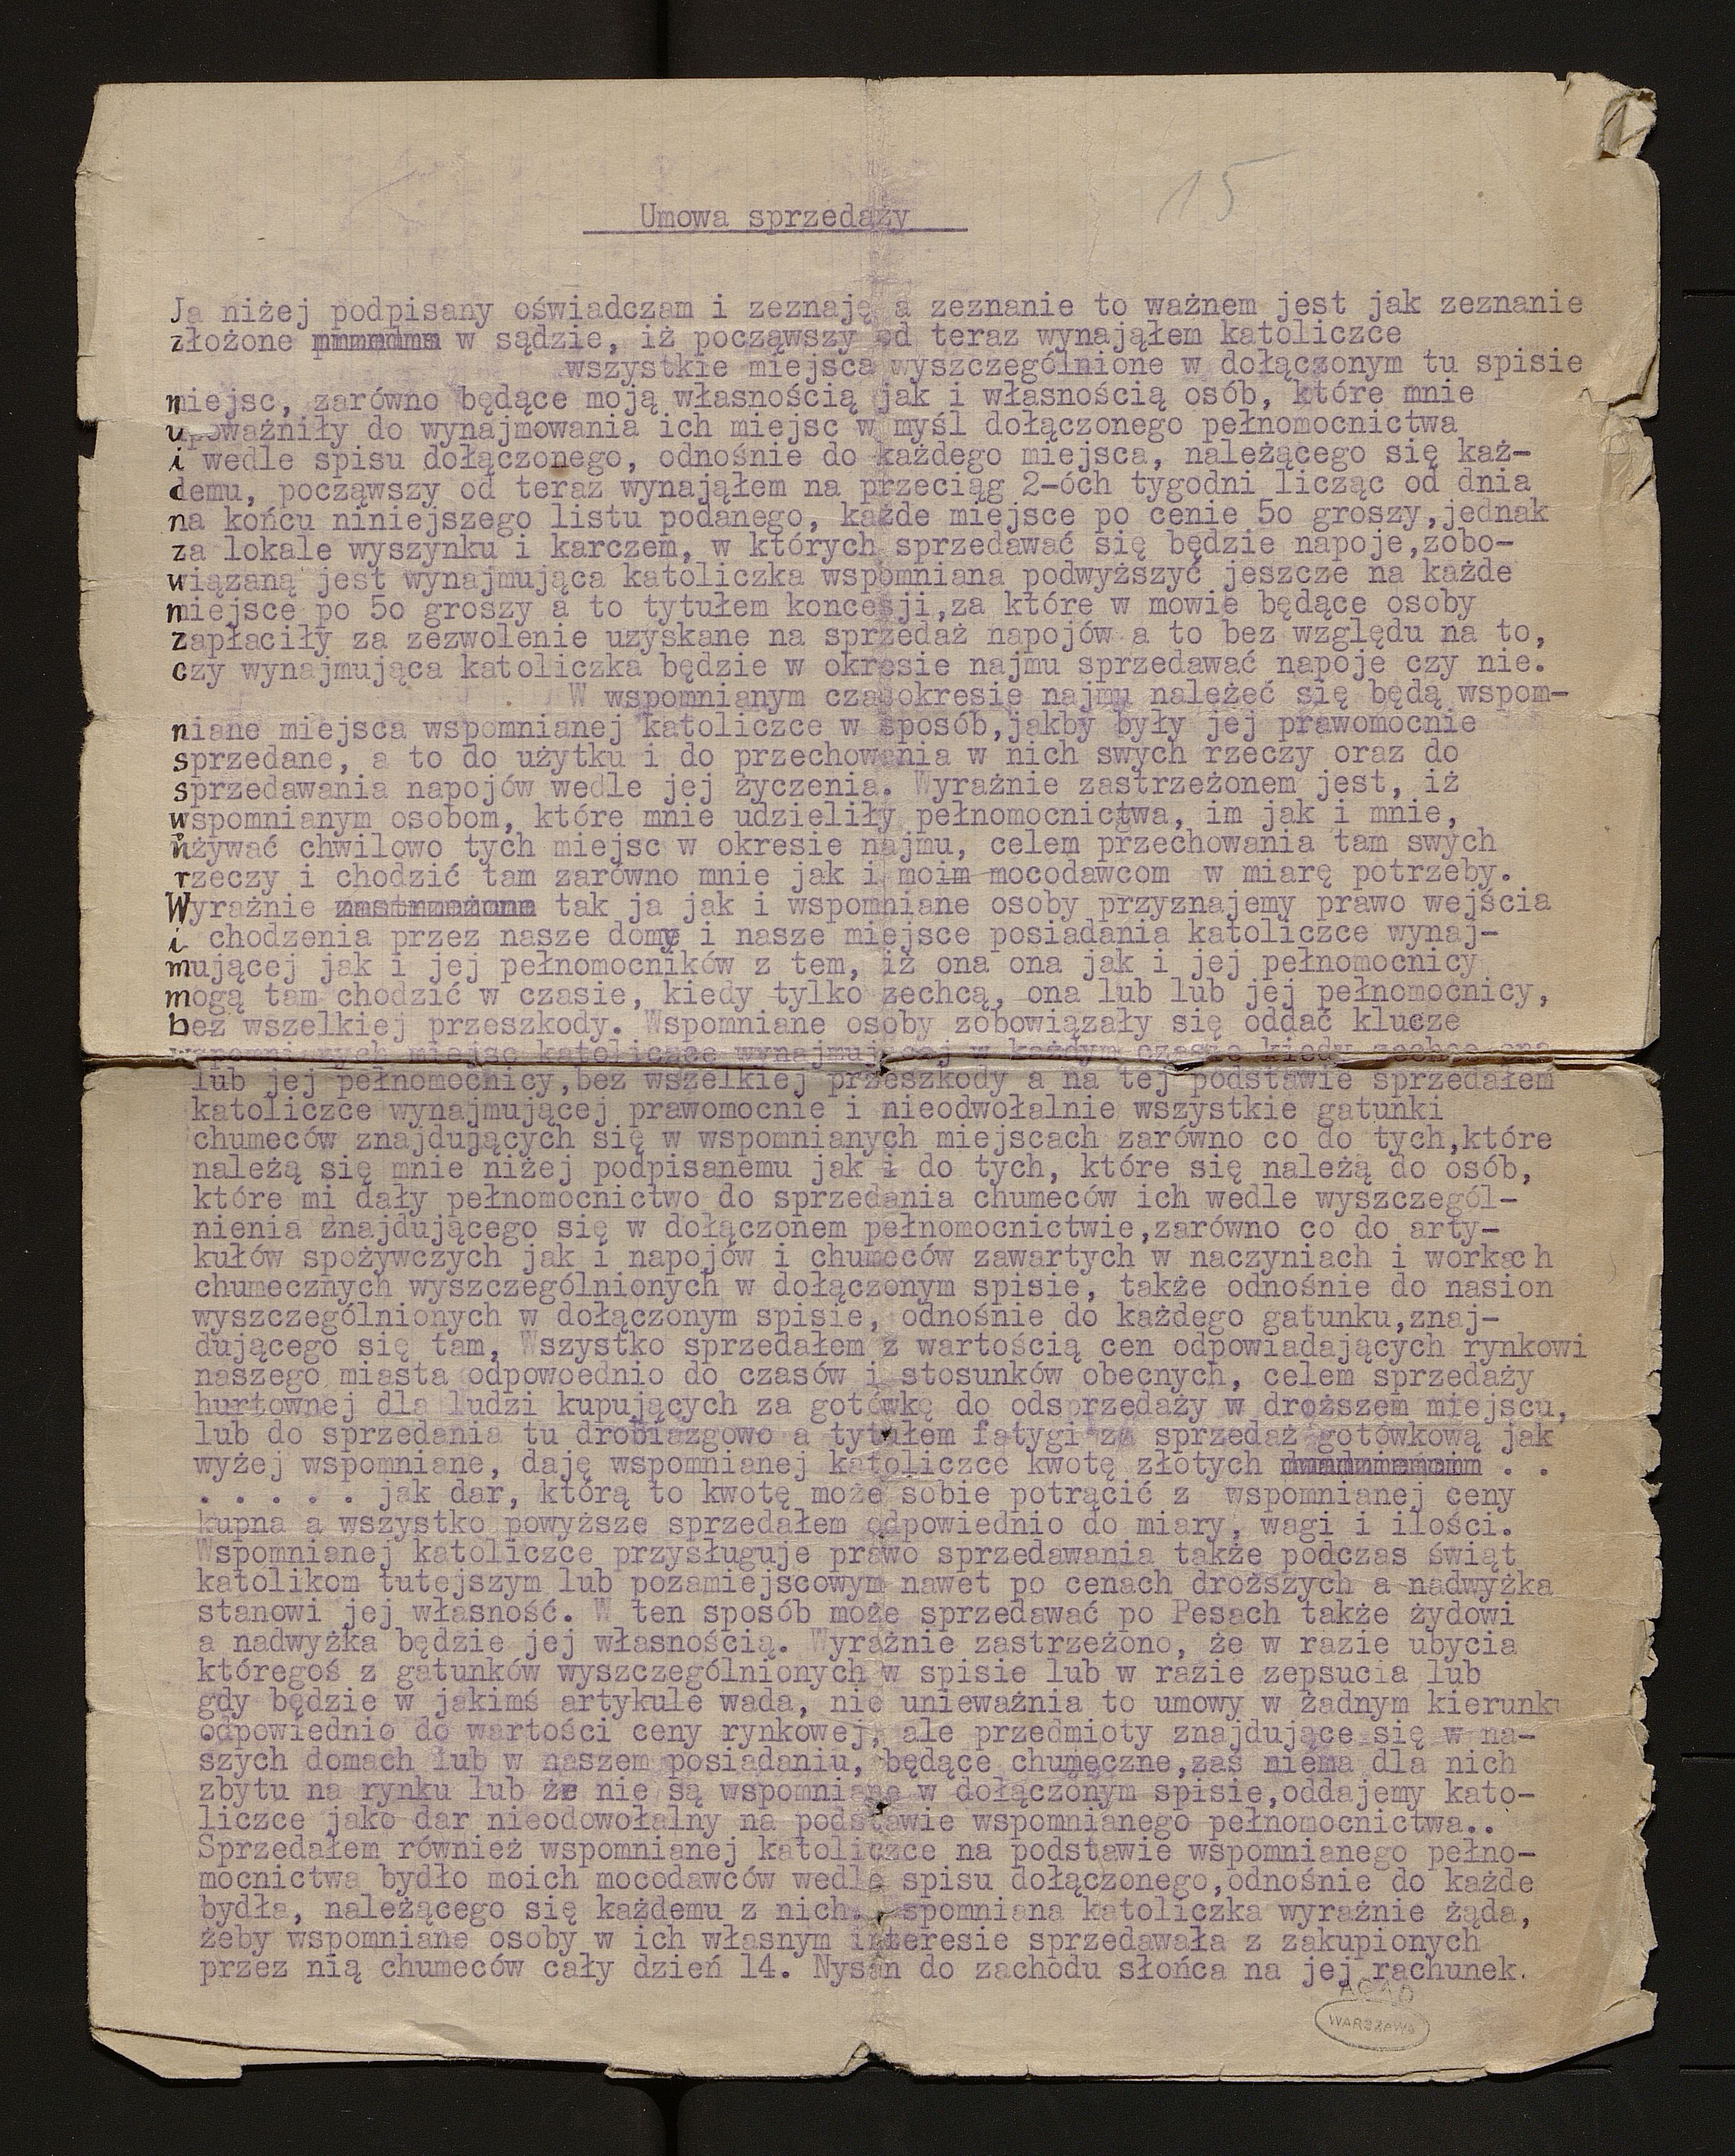 15
Umowa sprzedaży
Ja niżej podpisany oświadczam i zeznaję a zeznanie to ważnem jest jak zeznanie
złożone w sądzie, iż począwszy od teraz wynająłem katoliczce
wszystkie miejsca wyszczególnione w dołączonym tu spisie
miejsc, zarówno będące moją własnością jak i własnością osób, które mnie
upoważniły do wynajmowania ich miejsc w myśl dołączonego pełnomocnictwa
i wedle spisu dołączonego, odnośnie do każdego miejsca, należącego się każ-
demu, począwszy od teraz wynająłem na przeciąg 2-óch tygodni licząc od dnia
na końcu niniejszego listu podanego, każde miejsce po cenie 5o groszy,jednak
za lokale wyszynku i karczem, w których sprzedawać się będzie napoje,zobo-
wiązaną jest wynajmująca katoliczka wspomniana podwyższyć jeszcze na każde
miejsce po 5o groszy a to tytułem koncesji,za które w mowie będące osoby
zapłaciły za zezwolenie uzyskane na sprzedaż napojów a to bez względu na to,
czy wynajmująca katoliczka będzie w okresie najmu sprzedawać napoje czy nie.
W wspomnianym czasokresie najmu należeć się będą wspom-
niane miejsca wspomnianej katoliczce w sposób,jakby były jej prawomocnie
sprzedane, a to do użytku i do przechowania w nich swych rzeczy oraz do
sprzedawania napojów wedle jej życzenia. Wyraźnie zastrzeżonem jest, iż
wspomnianym osobom, które mnie udzieliły pełnomocnictwa, im jak i mnie,
używać chwilowo tych miejsc w okresie najmu, celem przechowania tam swych
rzeczy i chodzić tam zarówno mnie jak i moim mocodawcom w miarę potrzeby.
Wyraźnie tak ja jak i wspomniane osoby przyznajemy prawo wejścia
i chodzenia przez nasze domy i nasze miejsce posiadania katoliczce wynaj-
mującej jak i jej pełnomocników z tem, iż ona ona jak i jej pełnomocnicy
mogą tam chodzić w czasie, kiedy tylko zechcą, ona lub lub jej pełnomocnicy,
bez wszelkiej przeszkody. Wspomniane osoby zobowiązały się oddać klucze
wspomnianych miejsc katoliczce wynajmującej w każdym czasie kiedy zechce ona
lub jej pełnomocnicy,bez wszelkiej przeszkody a na tej podstawie sprzedałem
katoliczce wynajmującej prawomocnie i nieodwołalnie wszystkie gatunki
chumeców znajdujących się w wspomnianych miejscach zarówno co do tych,które
należą się mnie niżej podpisanemu jak i do tych, które się należą do osób,
które mi dały pełnomocnictwo do sprzedania chumeców ich wedle wyszczegól-
nienia znajdującego się w dołączonem pełnomocnictwie,zarówno co do arty-
kułów spożywczych jak i napojów i chumeców zawartych w naczyniach i workach
chumecznych wyszczególnionych w dołączonym spisie, także odnośnie do nasion
wyszczególnionych w dołączonym spisie, odnośnie do każdego gatunku,znaj-
dującego się tam, Wszystko sprzedałem z wartością cen odpowiadających rynkowi
naszego miasta odpowoednio do czasów i stosunków obecnych, celem sprzedaży
hurtownej dla ludzi kupujących za gotówkę do odsprzedaży w droższem miejscu,
lub do sprzedania tu drobiazgowo a tytułem fatygi za sprzedaż gotówkową jak
wyżej wspomniane, daję wspomnianej katoliczce kwotę złotych . .
. . . . . jak dar, którą to kwotę może sobie potrącić z wspomnianej ceny
kupna a wszystko powyższe sprzedałem odpowiednio do miary, wagi i ilości.
Wspomnianej katoliczce przysługuje prawo sprzedawania także podczas świąt
katolikom tutejszym lub pozamiejscowym nawet po cenach droższych a nadwyżka
stanowi jej własność. W ten sposób może sprzedawać po Pesach także żydowi
a nadwyżka będzie jej własnością. Wyraźnie zastrzeżono, że w razie ubycia
któregoś z gatunków wyszczególnionych w spisie lub w razie zepsucia lub
gdy będzie w jakimś artykule wada, nie unieważnia to umowy w żadnym kierunku
odpowiednio do wartości ceny rynkowej, ale przedmioty znajdujące się w na-
szych domach lub w naszem posiadaniu, będące chumęczne,zaś niema dla nich
zbytu na rynku lub że nie są wspomniane w dołączonym spisie,oddajemy kato-
liczce jako dar nieodowołalny na podstawie wspomnianego pełnomocnictwa..
Sprzedałem również wspomnianej katoliczce na podstawie wspomnianego pełno-
mocnictwa bydło moich mocodawców wedle spisu dołączonego,odnośnie do każde
bydła, należącego się każdemu z nich. spomniana katoliczka wyraźnie żąda,
żeby wspomniane osoby w ich własnym interesie sprzedawała z zakupionych
przez nią chumeców cały dzień 14. Nysan do zachodu słońca na jej rachunek.
AGAD
WARSZAWA